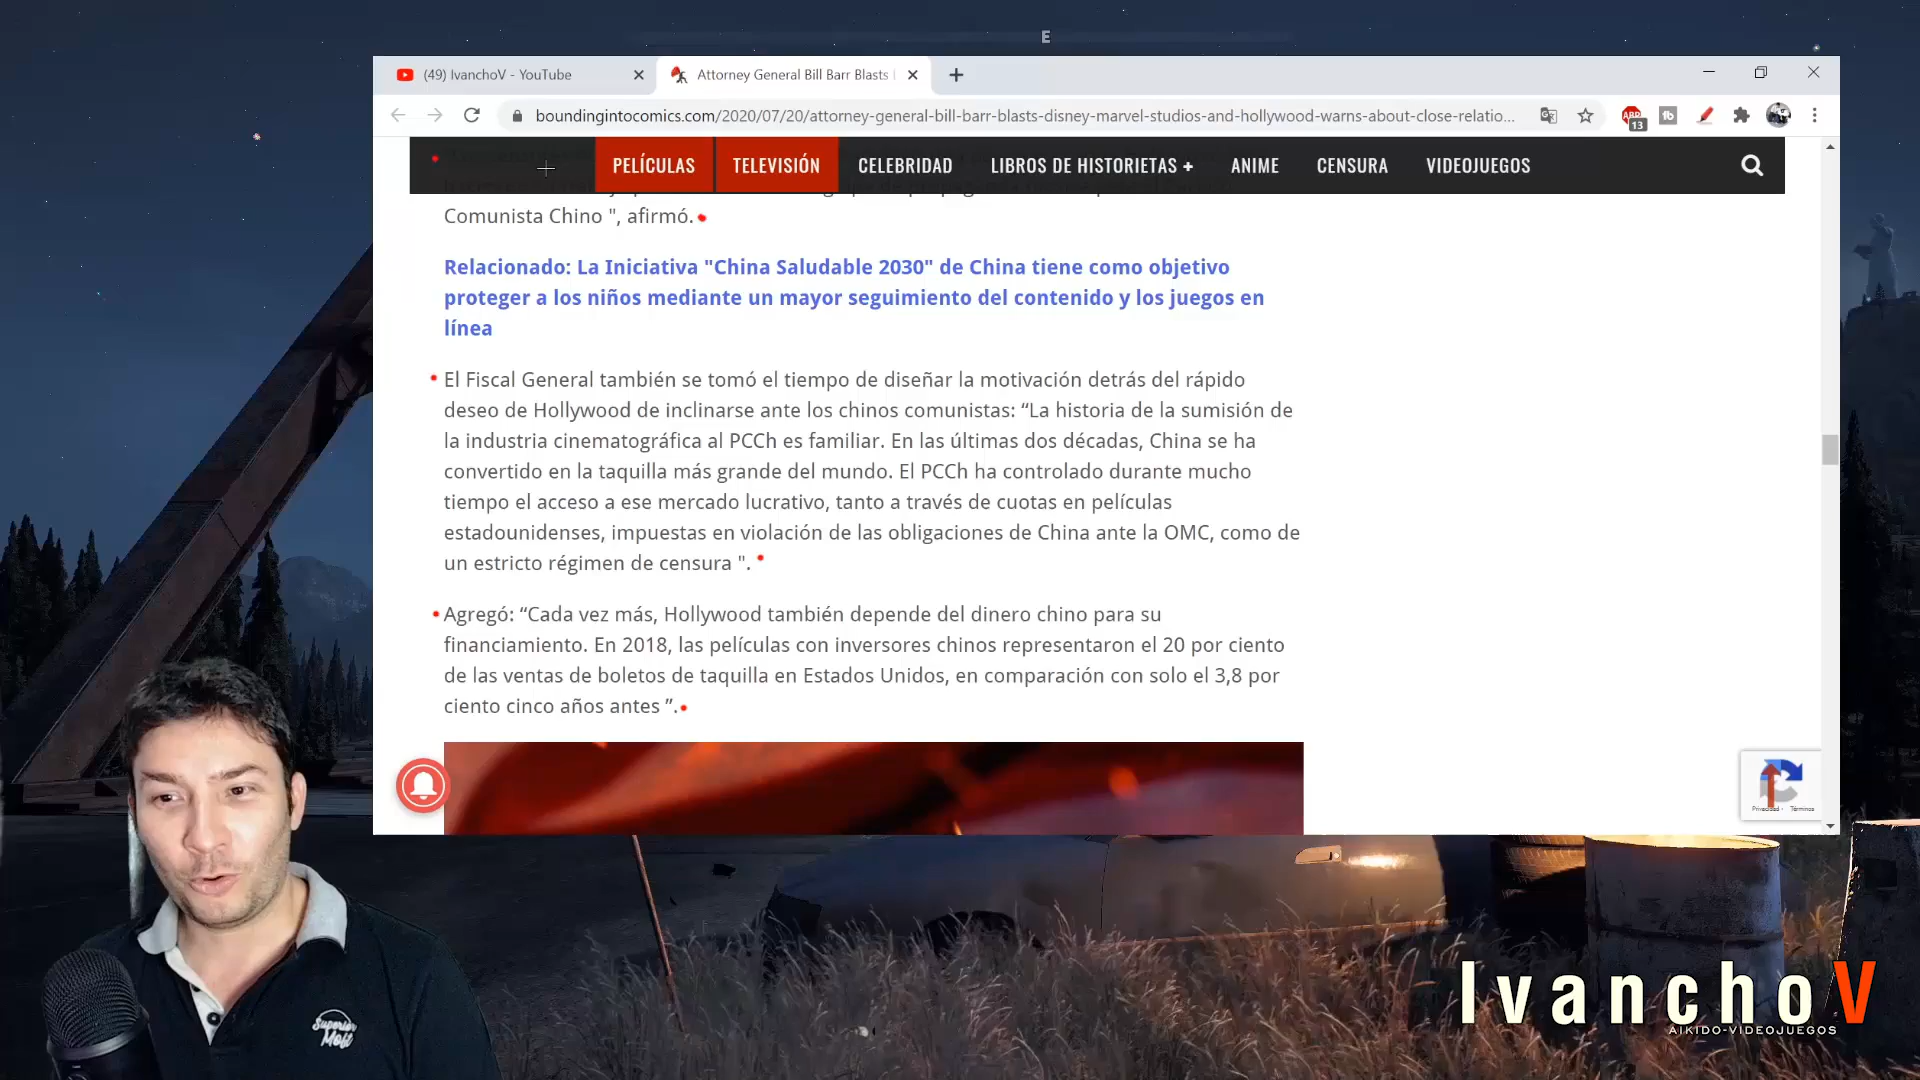 E
(49) IvanchoV - YouTube
Attorney General Bill Barr Blasts
boundingintocomics.com/2020/07/20/attorney-general-bill-barr-blasts-disney-marvel-studios-and-hollywood-warns-about-close-relatio...
13
PELÍCULAS TELEVISIÓN CELEBRIDAD LIBROS DE HISTORIETAS + ANIME CENSURA VIDEOJUEGOS
Comunista Chino ", afirmó.
Relacionado: La Iniciativa "China Saludable 2030" de China tiene como objetivo
proteger a los niños mediante un mayor seguimiento del contenido y los juegos en
línea
El Fiscal General también se tomó el tiempo de diseñar la motivación detrás del rápido
deseo de Hollywood de inclinarse ante los chinos comunistas: “La historia de la sumisión de
la industria cinematográfica al PCCh es familiar. En las últimas dos décadas, China se ha
convertido en la taquilla más grande del mundo. El PCCh ha controlado durante mucho
tiempo el acceso a ese mercado lucrativo, tanto a través de cuotas en películas
estadounidenses, impuestas en violación de las obligaciones de China ante la OMC, como de
un estricto régimen de censura ".
Agregó: “Cada vez más, Hollywood también depende del dinero chino para su
financiamiento. En 2018, las películas con inversores chinos representaron el 20 por ciento
de las ventas de boletos de taquilla en Estados Unidos, en comparación con solo el 3,8 por
ciento cinco años antes ”.
Privacidad - Términos
Superior
IvanchoV
AIKIDO-VIDEOJUEGOS